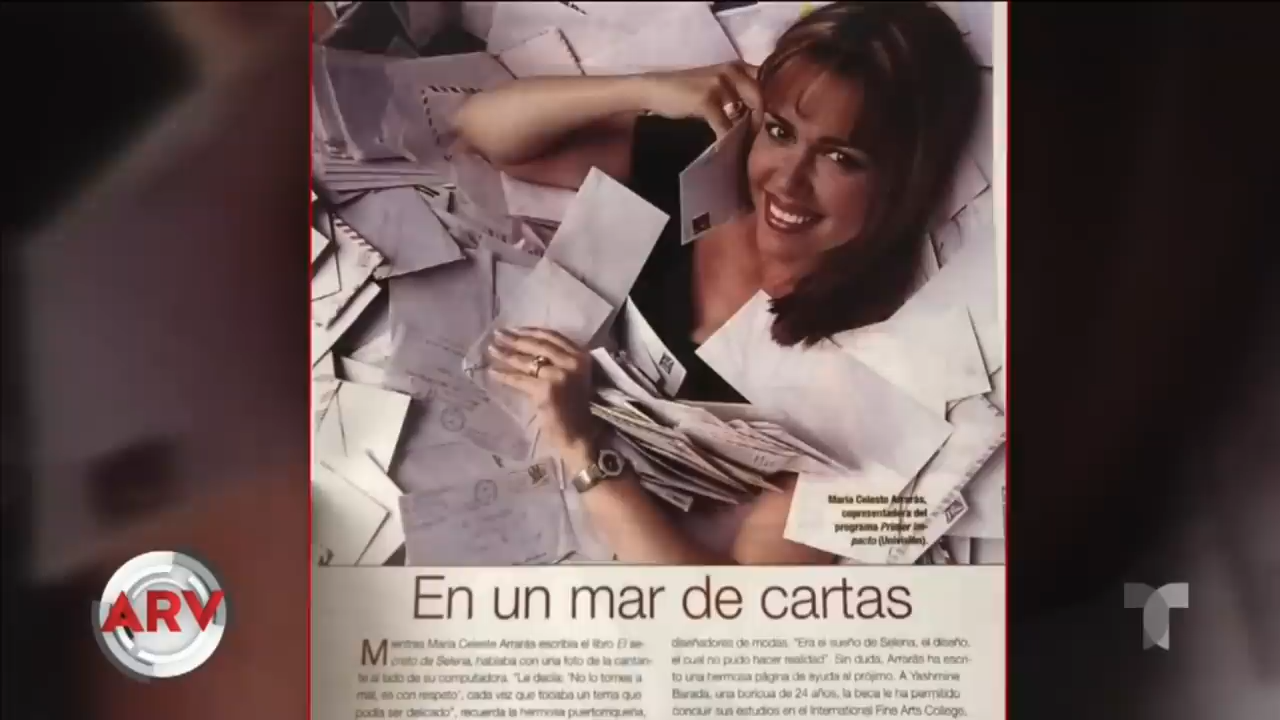 María Celeste Arrarás,
copresentadora del
programa Primer Im-
pacto (Univisión).
En un mar de cartas
Mientras María Celeste Arrarás escribía el libro El se-
creto de Selena, hablaba con una foto de la cantan-
te al lado de su computadora. "Le decía: 'No lo tomes a
mal, es con respeto', cada vez que tocaba un tema que
podía ser delicado", recuerda la hermosa puertorriqueña,
diseñadores de modas. "Era el sueño de Selena, el diseño,
el cual no pudo hacer realidad". Sin duda, Arrarás ha escri-
to una hermosa página de ayuda al prójimo. A Yashmine
Barada, una boricua de 24 años, la beca le ha permitido
concluir sus estudios en el International Fine Arts College,
ARV